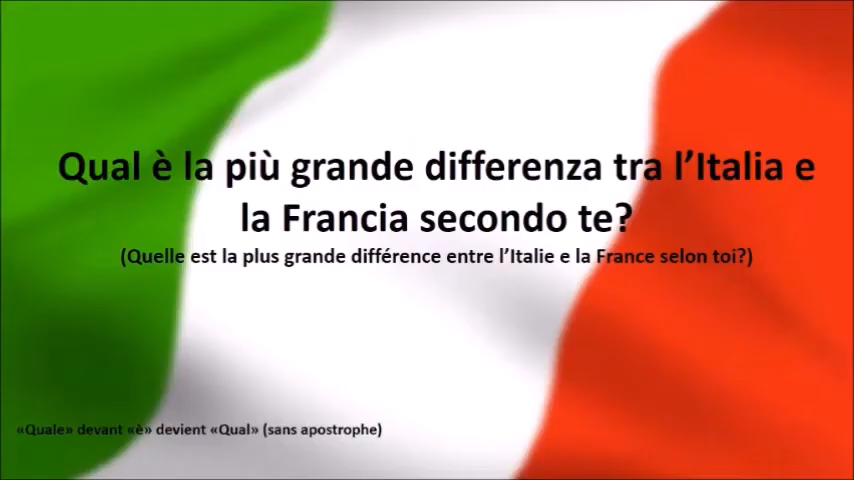 Qual è la più grande differenza tra l’Italia e
la Francia secondo te?
(Quelle est la plus grande différence entre l’Italie e la France selon toi?)
«Quale» devant «è» devient «Qual» (sans apostrophe)